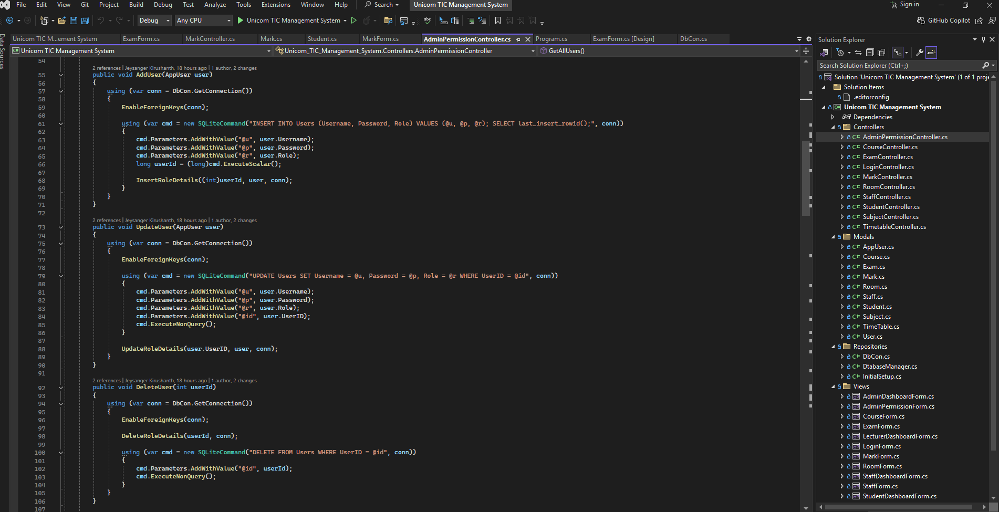 File Edit View Git Project Build Debug Test Analyze Tools Extensions Window Help Search Unicom TIC Management System Sign in
Debug Any CPU Unicom TIC Management System GitHub Copilot
Data Sources
Unicom TIC M...ement System ExamForm.cs MarkController.cs Mark.cs Student.cs MarkForm.cs AdminPermissionController.cs Program.cs ExamForm.cs [Design] DbCon.cs
C# Unicom TIC Management System Unicom_TIC_Management_System.Controllers.AdminPermissionController GetAllUsers()
54
2 references | Jeysanger Kirushanth, 18 hours ago | 1 author, 2 changes
55 public void AddUser(AppUser user)
56 {
57 using (var conn = DbCon.GetConnection())
58 {
59 EnableForeignKeys(conn);
60
61 using (var cmd = new SQLiteCommand("INSERT INTO Users (Username, Password, Role) VALUES (@u, @p, @r); SELECT last_insert_rowid();", conn))
62 {
63 cmd.Parameters.AddWithValue("@u", user.Username);
64 cmd.Parameters.AddWithValue("@p", user.Password);
65 cmd.Parameters.AddWithValue("@r", user.Role);
66 long userId = (long)cmd.ExecuteScalar();
67
68 InsertRoleDetails((int)userId, user, conn);
69 }
70 }
71 }
72
2 references | Jeysanger Kirushanth, 18 hours ago | 1 author, 2 changes
73 public void UpdateUser(AppUser user)
74 {
75 using (var conn = DbCon.GetConnection())
76 {
77 EnableForeignKeys(conn);
78
79 using (var cmd = new SQLiteCommand("UPDATE Users SET Username = @u, Password = @p, Role = @r WHERE UserID = @id", conn))
80 {
81 cmd.Parameters.AddWithValue("@u", user.Username);
82 cmd.Parameters.AddWithValue("@p", user.Password);
83 cmd.Parameters.AddWithValue("@r", user.Role);
84 cmd.Parameters.AddWithValue("@id", user.UserID);
85 cmd.ExecuteNonQuery();
86 }
87
88 UpdateRoleDetails(user.UserID, user, conn);
89 }
90 }
91
2 references | Jeysanger Kirushanth, 18 hours ago | 1 author, 2 changes
92 public void DeleteUser(int userId)
93 {
94 using (var conn = DbCon.GetConnection())
95 {
96 EnableForeignKeys(conn);
97
98 DeleteRoleDetails(userId, conn);
99
100 using (var cmd = new SQLiteCommand("DELETE FROM Users WHERE UserID = @id", conn))
101 {
102 cmd.Parameters.AddWithValue("@id", userId);
103 cmd.ExecuteNonQuery();
104 }
105 }
106 }
107
Solution Explorer
Search Solution Explorer (Ctrl+;)
Solution 'Unicom TIC Management System' (1 of 1 proje
Solution Items
.editorconfig
C# Unicom TIC Management System
Dependencies
Controllers
C# AdminPermissionController.cs
C# CourseController.cs
C# ExamController.cs
C# LoginController.cs
C# MarkController.cs
C# RoomController.cs
C# StaffController.cs
C# StudentController.cs
C# SubjectController.cs
C# TimetableController.cs
Modals
C# AppUser.cs
C# Course.cs
C# Exam.cs
C# Mark.cs
C# Room.cs
C# Staff.cs
C# Student.cs
C# Subject.cs
C# TimeTable.cs
C# User.cs
Repositories
C# DbCon.cs
C# DtabaseManager.cs
C# InitialSetup.cs
Views
AdminDashboardForm.cs
AdminPermissionForm.cs
CourseForm.cs
ExamForm.cs
LecturerDashboardForm.cs
LoginForm.cs
MarkForm.cs
RoomForm.cs
StaffDashboardForm.cs
StaffForm.cs
StudentDashboardForm.cs